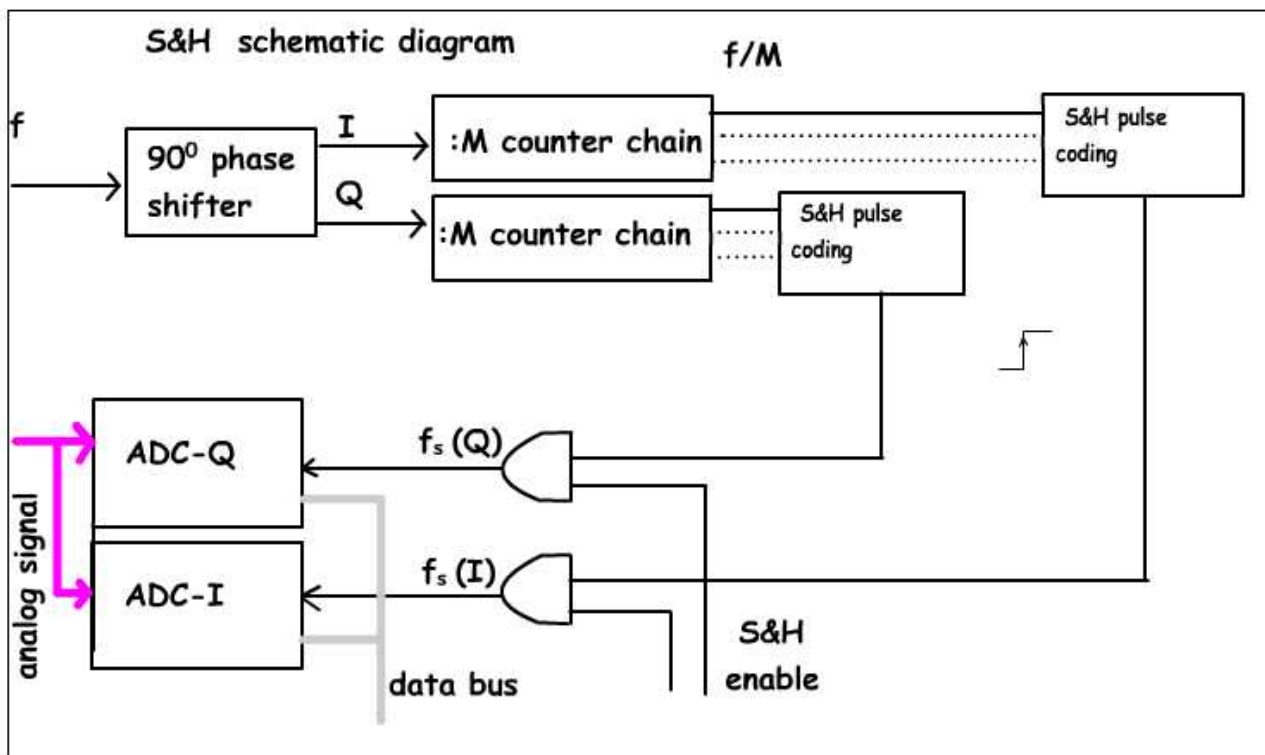 S&H schematic diagram
f/M
f
90⁰ phase
shifter
I
Q
:M counter chain
:M counter chain
S&H pulse
coding
S&H pulse
coding
analog signal
ADC-Q
ADC-I
fₛ (Q)
fₛ (I)
data bus
S&H
enable